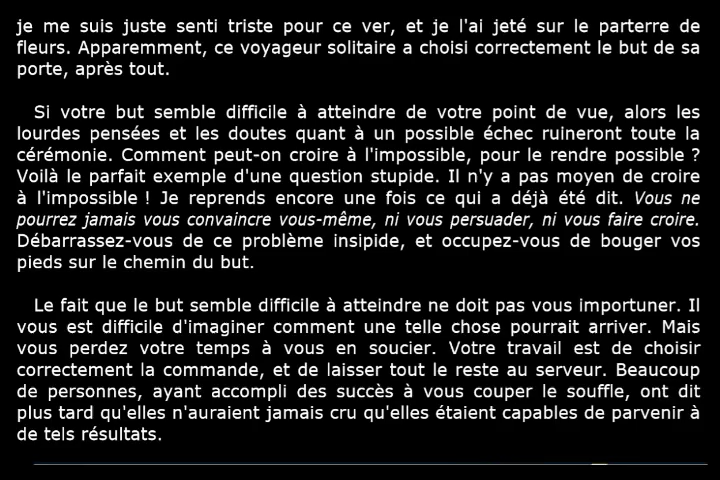 je me suis juste senti triste pour ce ver, et je l'ai jeté sur le parterre de
fleurs. Apparemment, ce voyageur solitaire a choisi correctement le but de sa
porte, après tout.
Si votre but semble difficile à atteindre de votre point de vue, alors les
lourdes pensées et les doutes quant à un possible échec ruineront toute la
cérémonie. Comment peut-on croire à l'impossible, pour le rendre possible ?
Voilà le parfait exemple d'une question stupide. Il n'y a pas moyen de croire
à l'impossible ! Je reprends encore une fois ce qui a déjà été dit. Vous ne
pourrez jamais vous convaincre vous-même, ni vous persuader, ni vous faire croire.
Débarrassez-vous de ce problème insipide, et occupez-vous de bouger vos
pieds sur le chemin du but.
Le fait que le but semble difficile à atteindre ne doit pas vous importuner. Il
vous est difficile d'imaginer comment une telle chose pourrait arriver. Mais
vous perdez votre temps à vous en soucier. Votre travail est de choisir
correctement la commande, et de laisser tout le reste au serveur. Beaucoup
de personnes, ayant accompli des succès à vous couper le souffle, ont dit
plus tard qu'elles n'auraient jamais cru qu'elles étaient capables de parvenir à
de tels résultats.